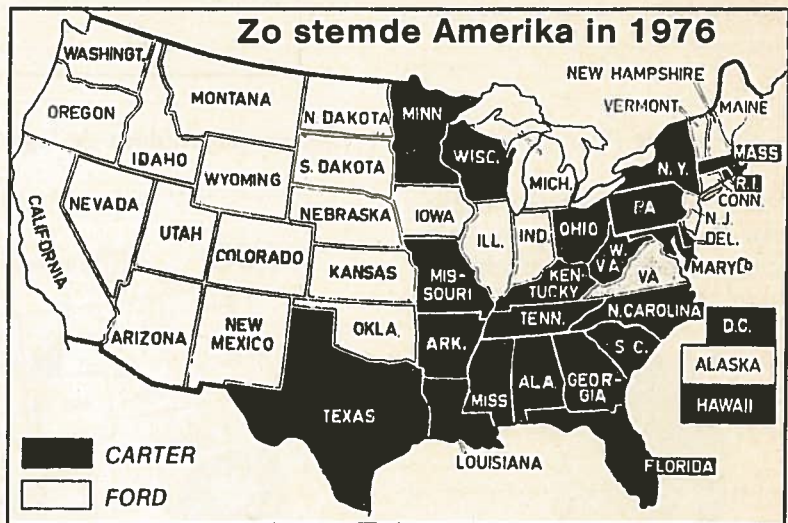 Zo stemde Amerika in 1976
WASHINGT.
OREGON
IDAHO
MONTANA
WYOMING
NEVADA
CALIFORNIA
UTAH
COLORADO
ARIZONA
NEW
MEXICO
N. DAKOTA
S. DAKOTA
NEBRASKA
KANSAS
OKLA.
TEXAS
MINN
IOWA
MIS-
SOURI
ARK.
LOUISIANA
WISC.
ILL.
MICH.
IND.
OHIO
KEN-
TUCKY
TENN.
MISS
ALA.
GEOR-
GIA
FLORIDA
S C.
N.CAROLINA
VA
W.
VA.
PA
N.Y.
NEW HAMPSHIRE
VERMONT
MAINE
MASS
R.I.
CONN.
N.J.
DEL.
MARYLD
D.C.
ALASKA
HAWAII
CARTER
FORD